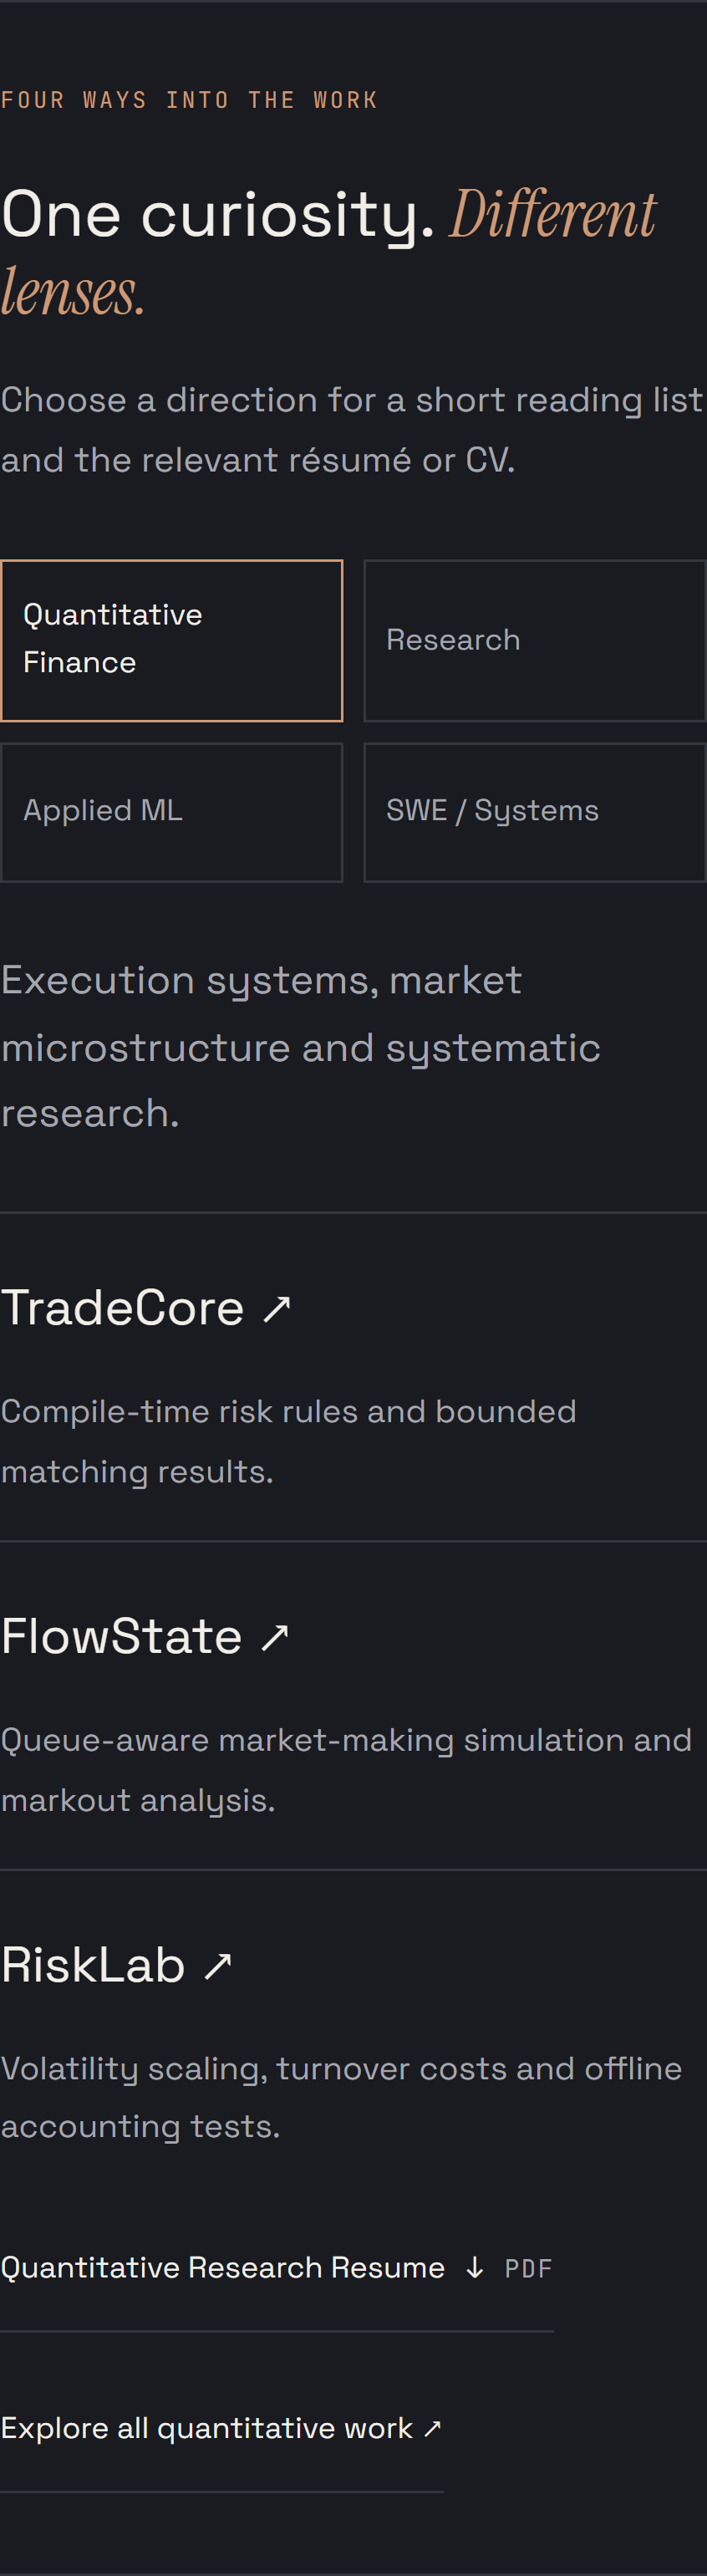 FOUR WAYS INTO THE WORK
One curiosity. Different
lenses.
Choose a direction for a short reading list
and the relevant résumé or CV.
Quantitative
Finance
Research
Applied ML
SWE / Systems
Execution systems, market
microstructure and systematic
research.
TradeCore ↗
Compile-time risk rules and bounded
matching results.
FlowState ↗
Queue-aware market-making simulation and
markout analysis.
RiskLab ↗
Volatility scaling, turnover costs and offline
accounting tests.
Quantitative Research Resume ↓ PDF
Explore all quantitative work ↗